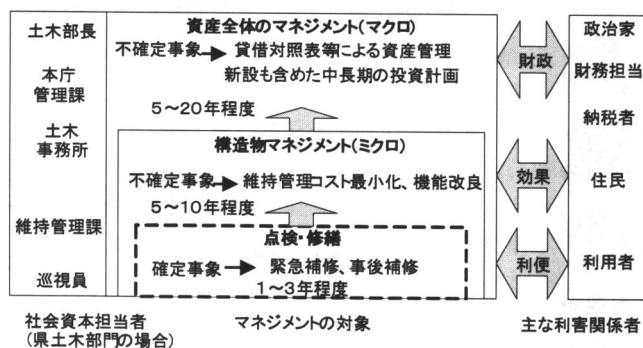 土木部長
本庁
管理課
土木
事務所
維持管理課
巡視員
社会資本担当者
(県土木部門の場合)
資産全体のマネジメント(マクロ)
不確定事象 → 貸借対照表等による資産管理
新設も含めた中長期の投資計画
5~20年程度
構造物マネジメント(ミクロ)
不確定事象 → 維持管理コスト最小化、機能改良
5~10年程度
点検・修繕
確定事象 → 緊急補修、事後補修
1~3年程度
マネジメントの対象
財政
効果
利便
政治家
財務担当
納税者
住民
利用者
主な利害関係者